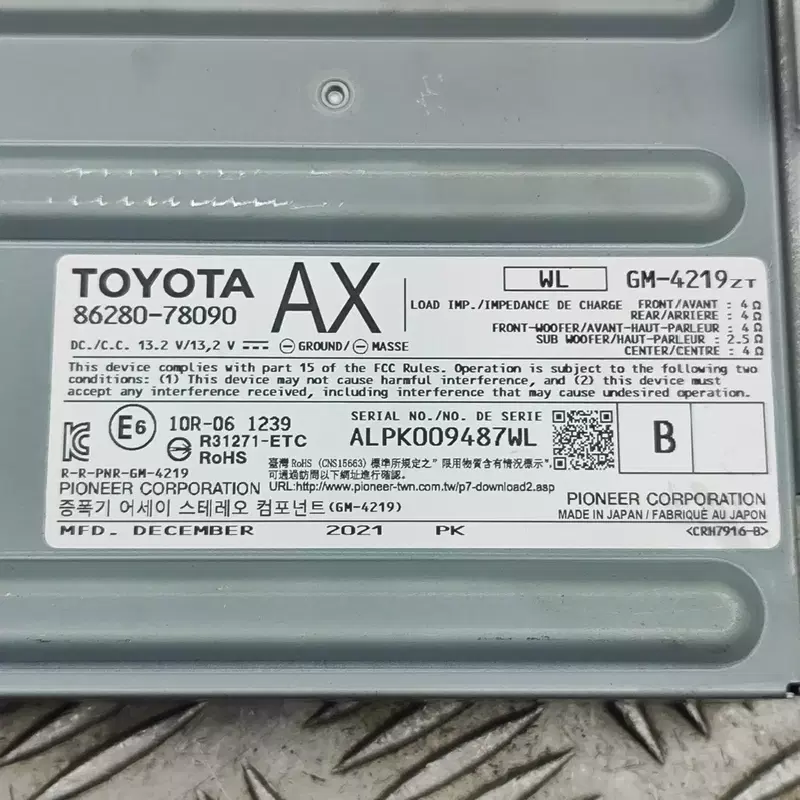 TOYOTA AX WL GM-4219ZT
86280-78090
LOAD IMP./IMPEDANCE DE CHARGE FRONT/AVANT : 4 Ω
REAR/ARRIERE : 4 Ω
FRONT-WOOFER/AVANT-HAUT-PARLEUR : 4 Ω
SUB WOOFER/HAUT-PARLEUR : 2.5 Ω
CENTER/CENTRE : 4 Ω
DC./C.C. 13.2 V/13,2 V ⎓ ⊖ GROUND/⊖ MASSE
This device complies with part 15 of the FCC Rules. Operation is subject to the following two
conditions: (1) This device may not cause harmful interference, and (2) this device must
accept any interference received, including interference that may cause undesired operation.
E6 10R-06 1239
R31271-ETC
RoHS
SERIAL NO./NO. DE SERIE
ALPK009487WL
B
臺灣 RoHS (CNS15663) 標準所規定之"限用物質含有情況標示"
可通過訪問以下網址進行確認。
URL:http://www.pioneer-twn.com.tw/p7-download2.asp
R-R-PNR-GM-4219
PIONEER CORPORATION
중폭기 어세이 스테레오 컴포넌트(GM-4219)
PIONEER CORPORATION
MADE IN JAPAN / FABRIQUÉ AU JAPON
MFD. DECEMBER 2021 PK <CRH7916-B>